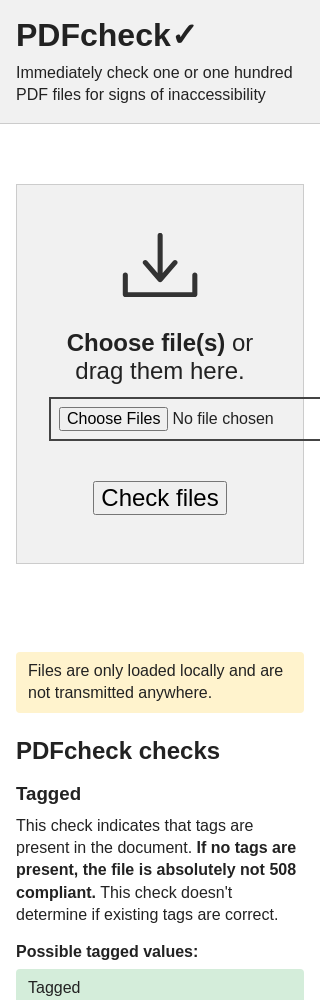 PDFcheck✓
Immediately check one or one hundred
PDF files for signs of inaccessibility
Choose file(s) or
drag them here.
Choose Files No file chosen
Check files
Files are only loaded locally and are
not transmitted anywhere.
PDFcheck checks
Tagged
This check indicates that tags are
present in the document. If no tags are
present, the file is absolutely not 508
compliant. This check doesn't
determine if existing tags are correct.
Possible tagged values:
Tagged